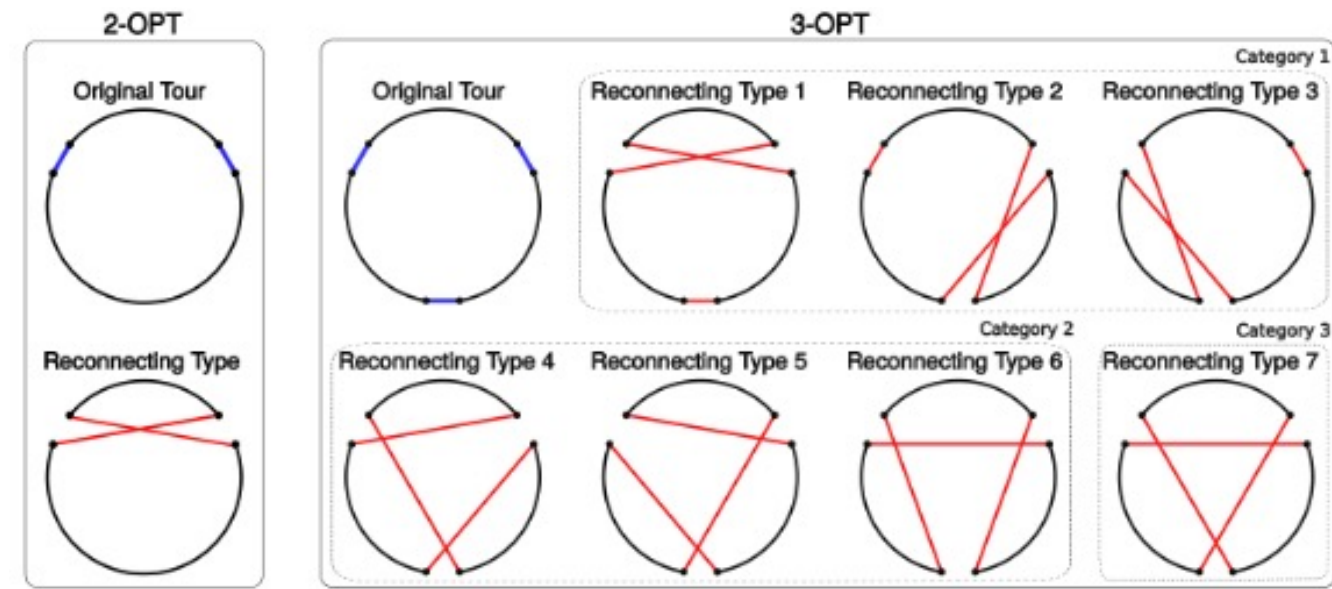 2-OPT
3-OPT
Category 1
Original Tour
Original Tour
Reconnecting Type 1
Reconnecting Type 2
Reconnecting Type 3
Category 2
Category 3
Reconnecting Type
Reconnecting Type 4
Reconnecting Type 5
Reconnecting Type 6
Reconnecting Type 7